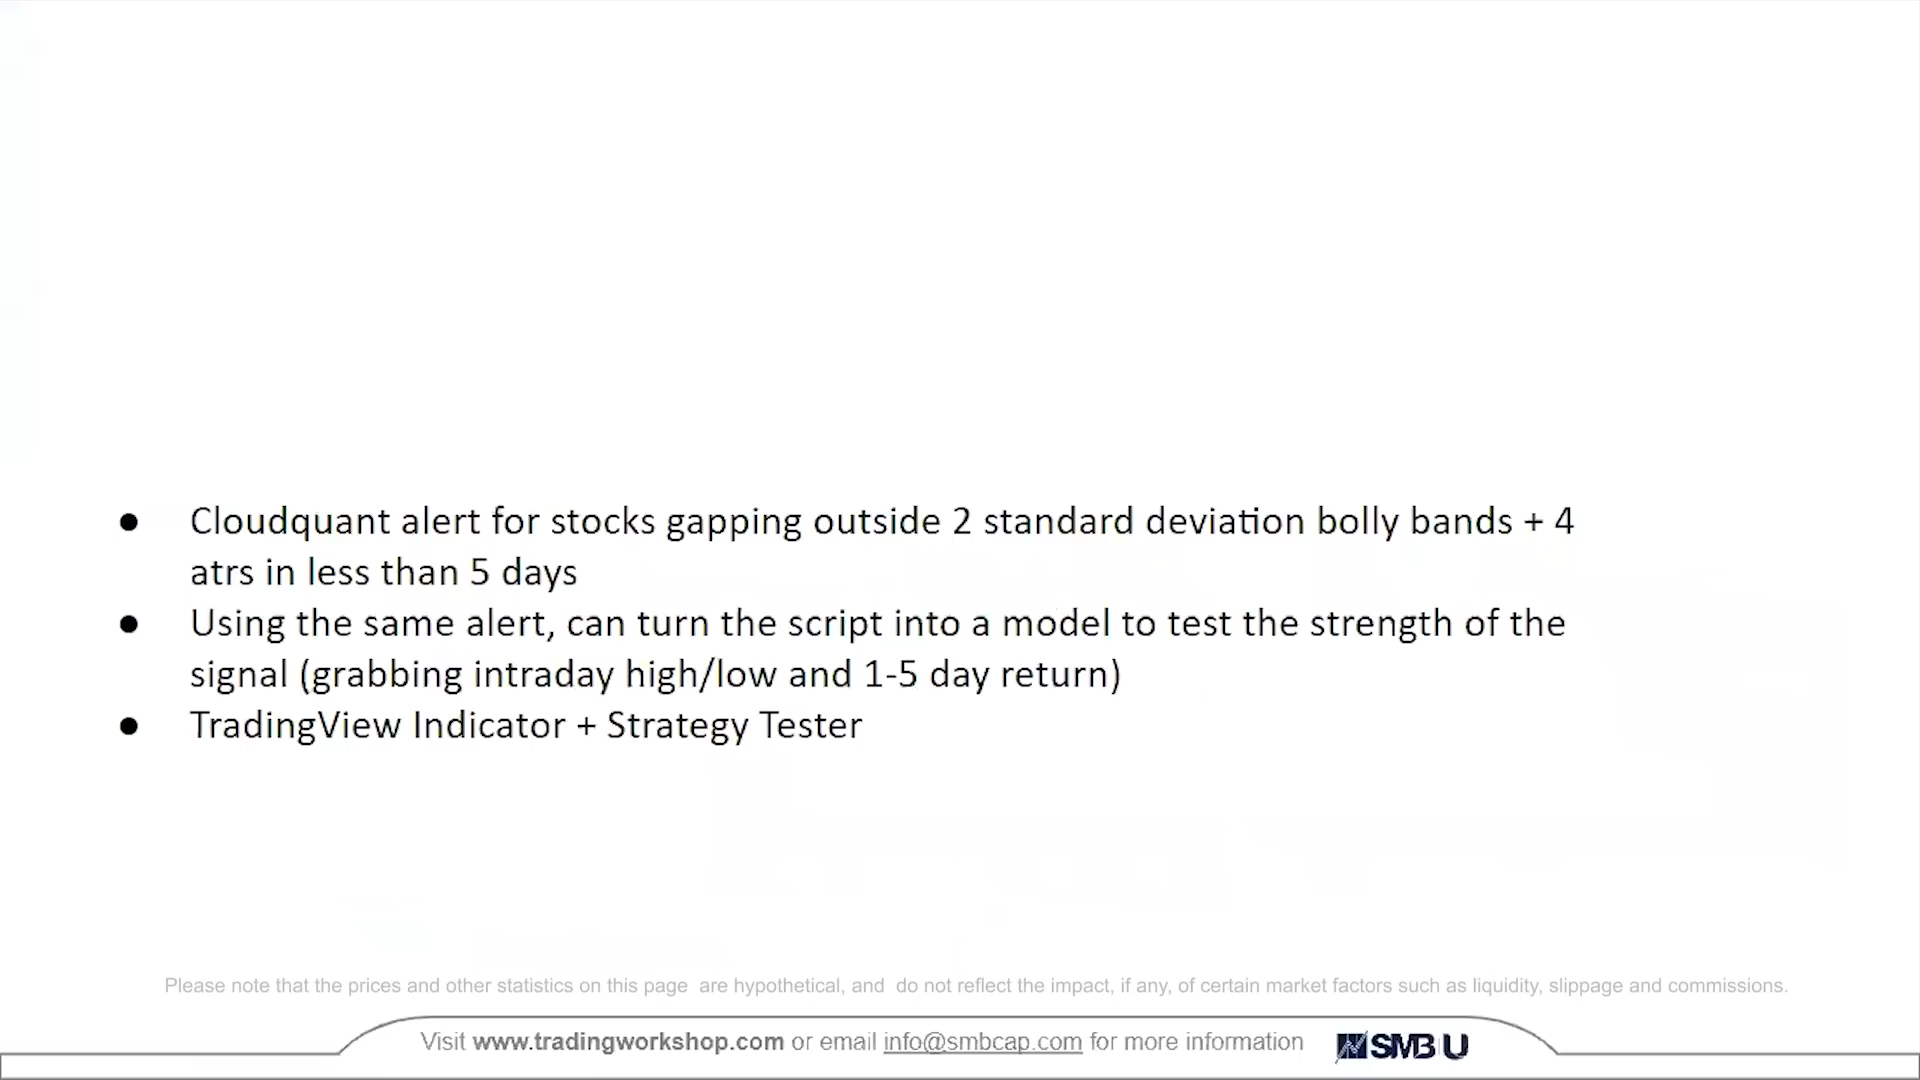 ● Cloudquant alert for stocks gapping outside 2 standard deviation bolly bands + 4
atrs in less than 5 days
● Using the same alert, can turn the script into a model to test the strength of the
signal (grabbing intraday high/low and 1-5 day return)
● TradingView Indicator + Strategy Tester
Please note that the prices and other statistics on this page are hypothetical, and do not reflect the impact, if any, of certain market factors such as liquidity, slippage and commissions.
Visit www.tradingworkshop.com or email info@smbcap.com for more information SMB U